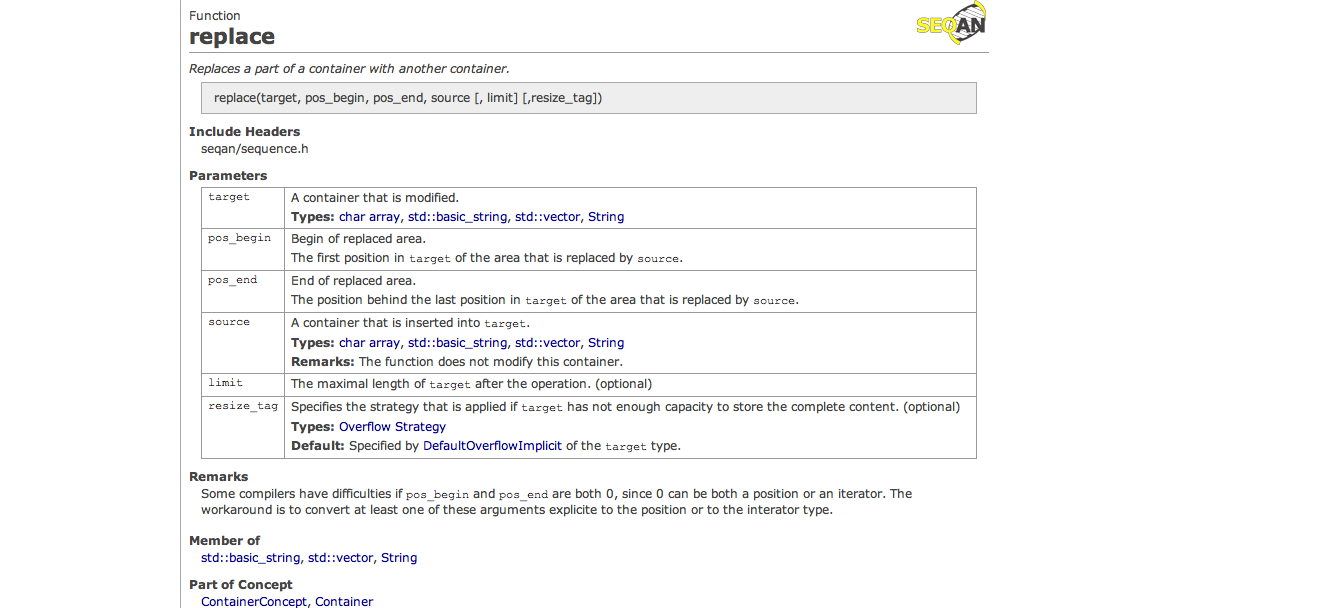 Function
SEQAN
replace
Replaces a part of a container with another container.
replace(target, pos_begin, pos_end, source [, limit] [,resize_tag])
Include Headers
seqan/sequence.h
Parameters
target
A container that is modified.
Types: char array, std::basic_string, std::vector, String
pos_begin
Begin of replaced area.
The first position in target of the area that is replaced by source.
pos_end
End of replaced area.
The position behind the last position in target of the area that is replaced by source.
source
A container that is inserted into target.
Types: char array, std::basic_string, std::vector, String
Remarks: The function does not modify this container.
limit
The maximal length of target after the operation. (optional)
resize_tag
Specifies the strategy that is applied if target has not enough capacity to store the complete content. (optional)
Types: Overflow Strategy
Default: Specified by DefaultOverflowImplicit of the target type.
Remarks
Some compilers have difficulties if pos_begin and pos_end are both 0, since 0 can be both a position or an iterator. The
workaround is to convert at least one of these arguments explicite to the position or to the interator type.
Member of
std::basic_string, std::vector, String
Part of Concept
ContainerConcept, Container